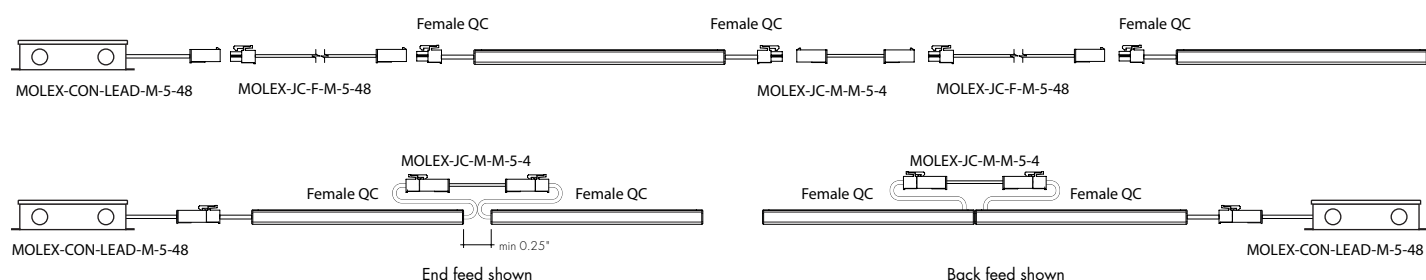 Female QC
Female QC
Female QC
MOLEX-CON-LEAD-M-5-48
MOLEX-JC-F-M-5-48
MOLEX-JC-M-M-5-4
MOLEX-JC-F-M-5-48
MOLEX-JC-M-M-5-4
MOLEX-JC-M-M-5-4
Female QC
Female QC
Female QC
Female QC
MOLEX-CON-LEAD-M-5-48
min 0.25"
MOLEX-CON-LEAD-M-5-48
End feed shown
Back feed shown